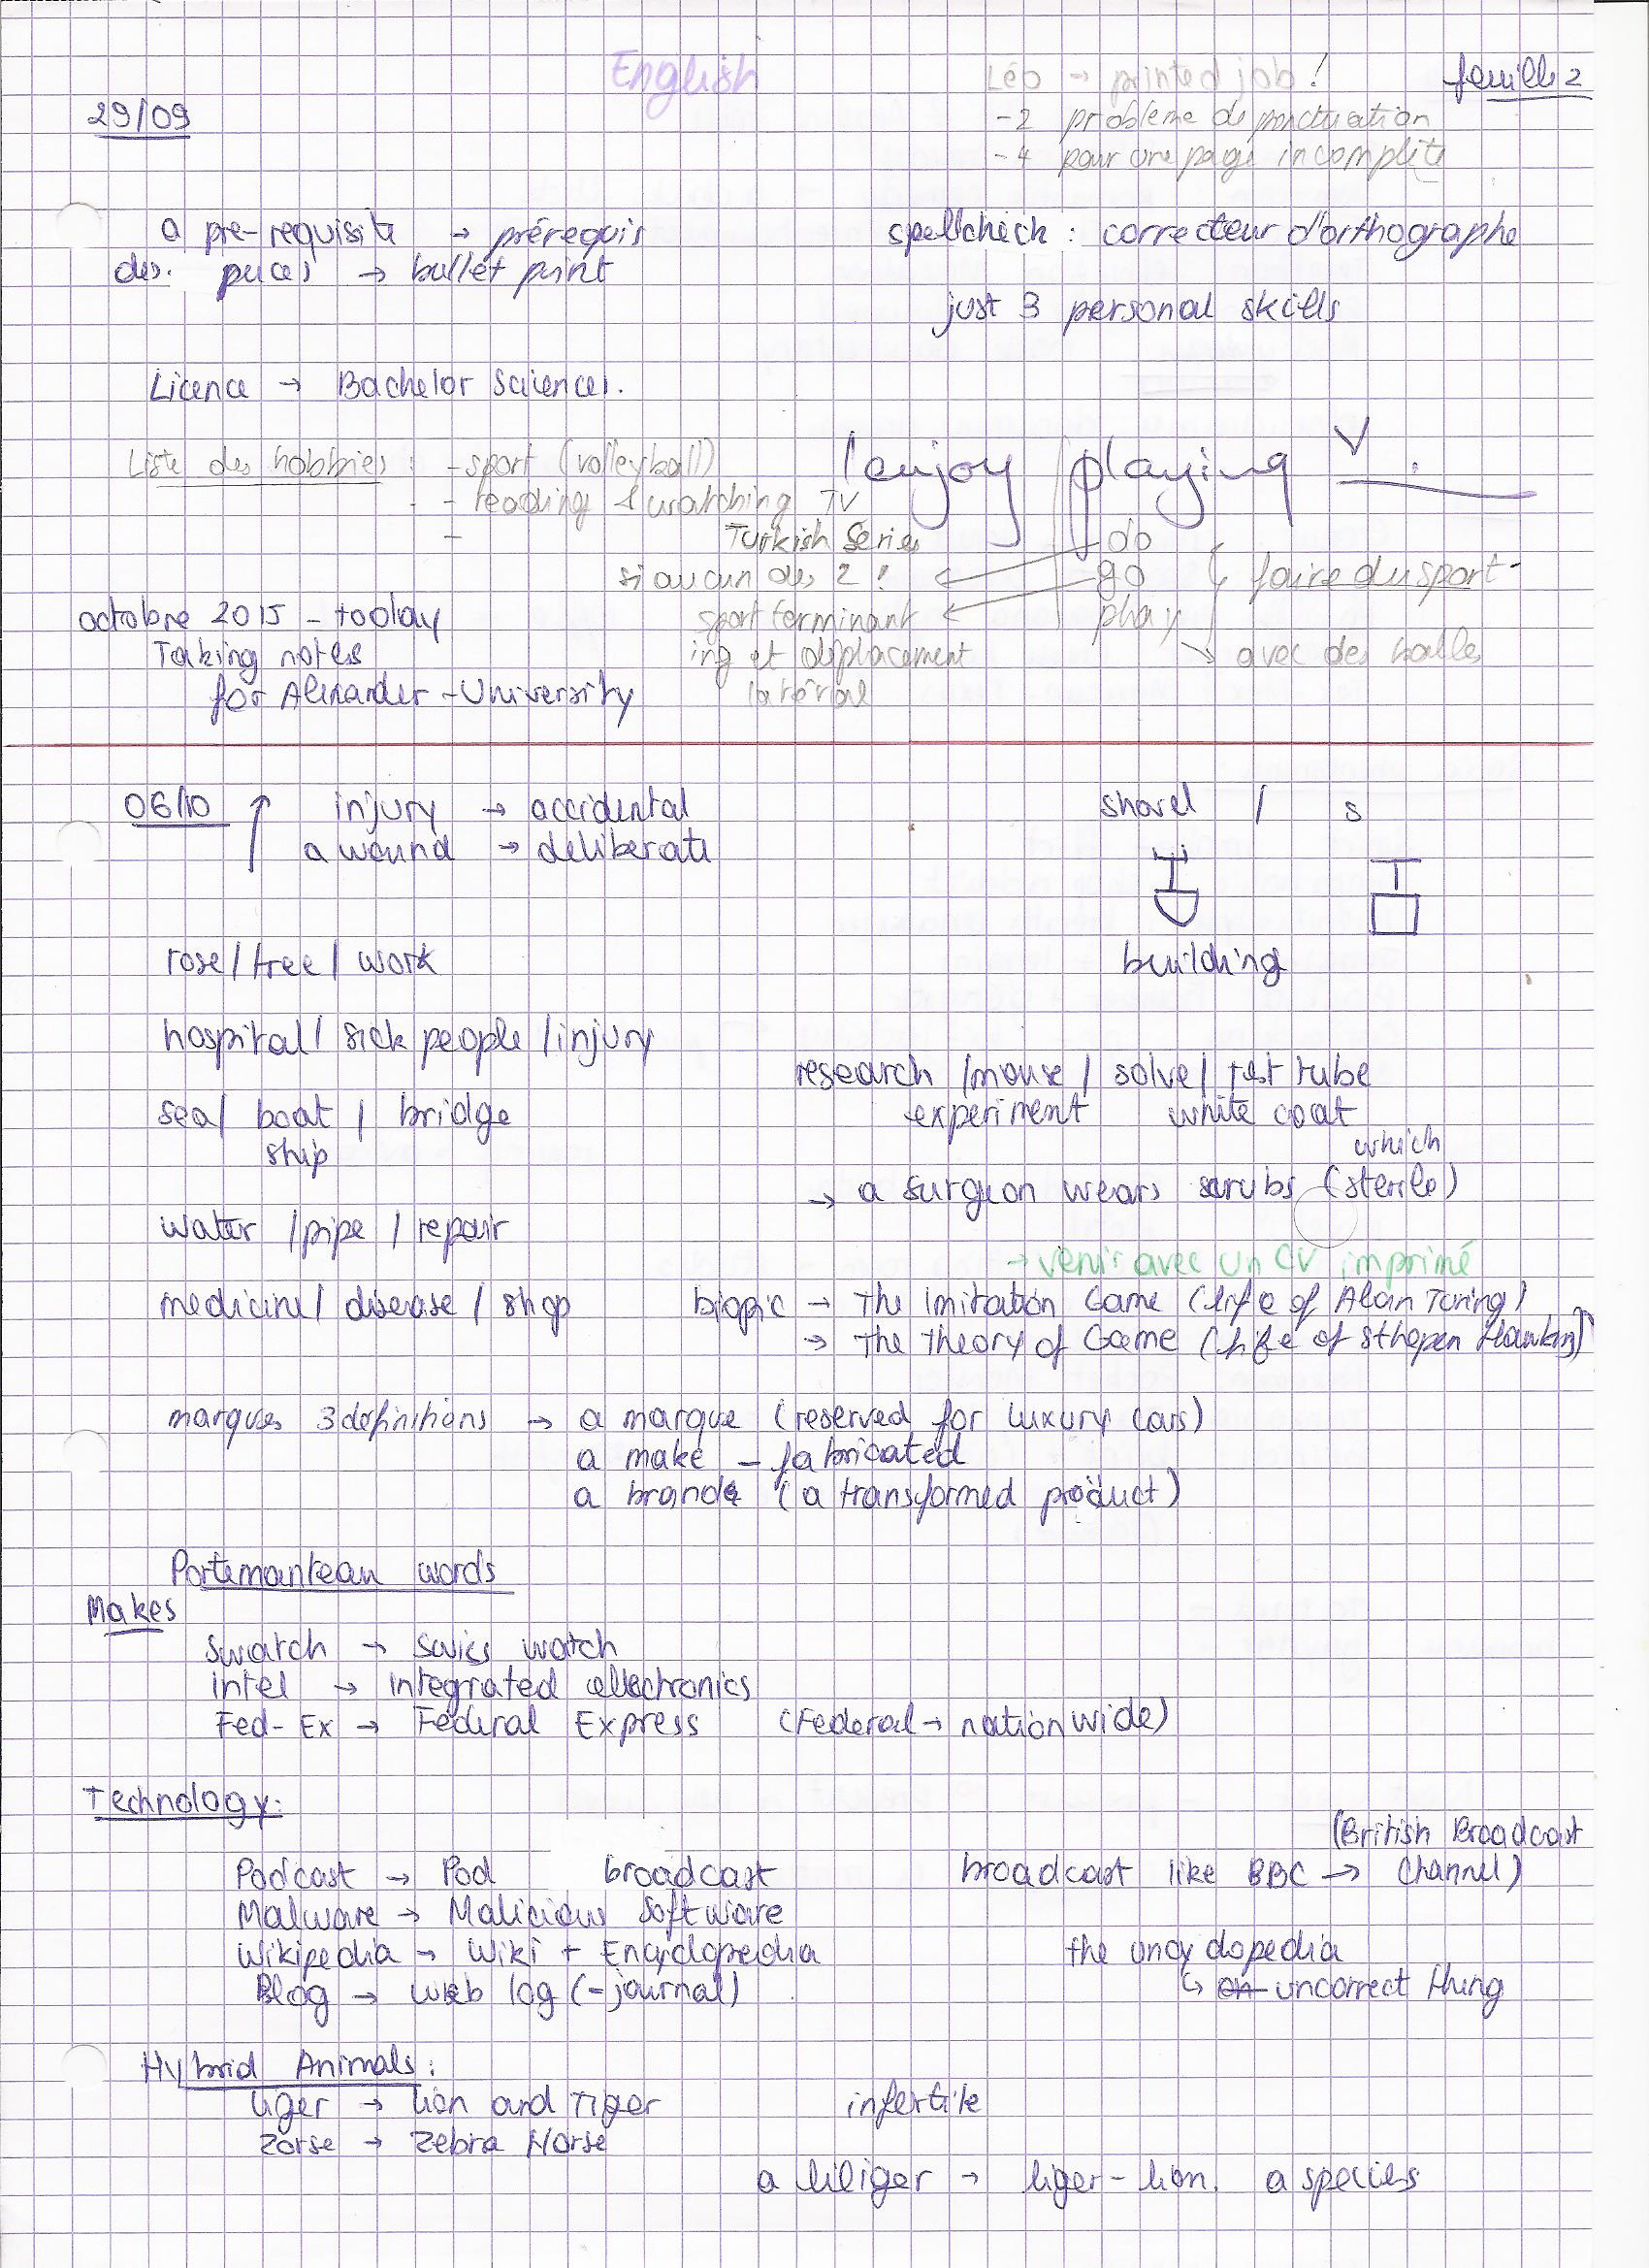 English
Léo → printed job !
feuille 2
29/09
-2 problème de ponctuation
-4 pour une page incomplète
a pre-requisite → prérequis
spellcheck : correcteur d'orthographe
des puces → bullet point
just 3 personal skills
Licence → Bachelor Sciences.
Liste des hobbies : - sport (volleyball)
I enjoy playing V .
- reading & watching TV
-
Turkish Series
do
si aucun des 2 !
go
faire du sport
octobre 2015 - today
sport terminant
play
Taking notes
ing et déplacement
avec des balles
for Alexander-University
latérial
06/10
injury → accidental
shovel / s
a wound → deliberate
rose / tree / work
building
hospital / sick people / injury
research / mouse / solve / test tube
sea / boat / bridge
experiment white coat
ship
which
→ a surgeon wears scrubs (sterile)
water / pipe / repair
→ venir avec un CV imprimé
medicine / disease / shop
biopic → The Imitation Game (life of Alan Turing)
→ The Theory of Game (life of Sthepen Hawking)
marques 3 definitions → a marque (reserved for luxury cars)
a make - fabricated
a brand (a transformed product)
Portemanteau words
Makes
Swatch → Swiss watch
intel → integrated ellectronics
Fed-Ex → Federal Express (Federal → nation wide)
Technology:
(British Broadcast
Podcast → Pod broadcast
broadcast like BBC → Channel)
Malware → Malicious Software
Wikipedia → Wiki + Encyclopedia
the uncyclopedia
Blog → web log (-journal)
↳ an uncorrect thing
Hybrid Animals:
liger → lion and Tiger
infertile
Zorse → Zebra Horse
a liliger → liger-lion. a species